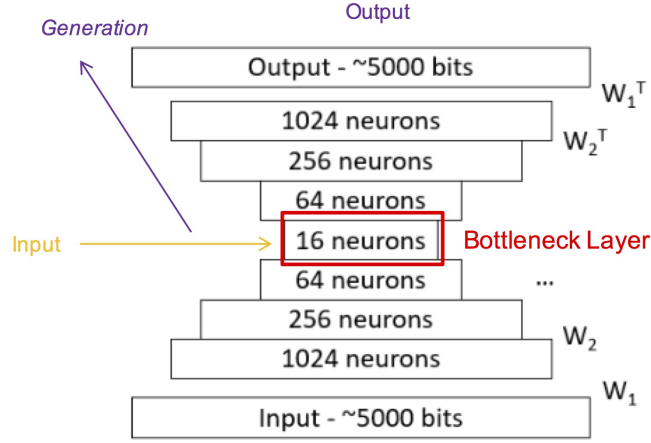 Output
Generation
Output - ~5000 bits
W₁ᵀ
1024 neurons
W₂ᵀ
256 neurons
64 neurons
Input
16 neurons
Bottleneck Layer
64 neurons
...
256 neurons
W₂
1024 neurons
W₁
Input - ~5000 bits